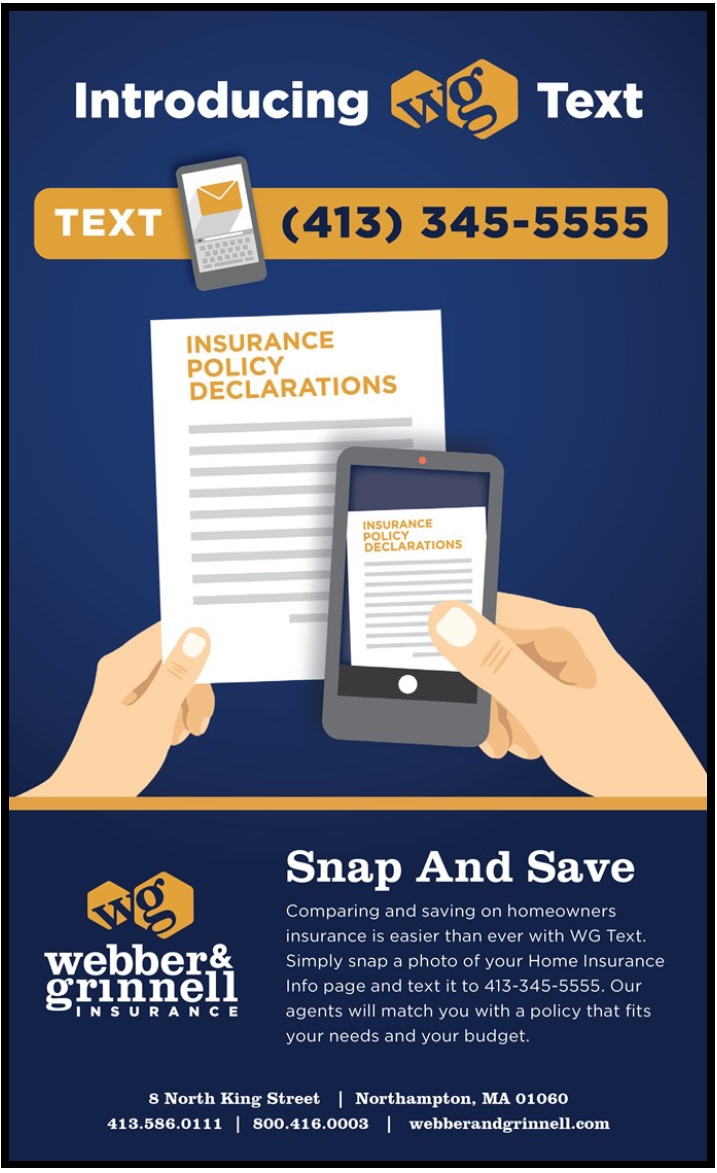 Introducing wg Text
TEXT (413) 345-5555
INSURANCE
POLICY
DECLARATIONS
INSURANCE
POLICY
DECLARATIONS
Snap And Save
Comparing and saving on homeowners
insurance is easier than ever with WG Text.
Simply snap a photo of your Home Insurance
Info page and text it to 413-345-5555. Our
agents will match you with a policy that fits
your needs and your budget.
wg
webber&
grinnell
INSURANCE
8 North King Street | Northampton, MA 01060
413.586.0111 | 800.416.0003 | webberandgrinnell.com